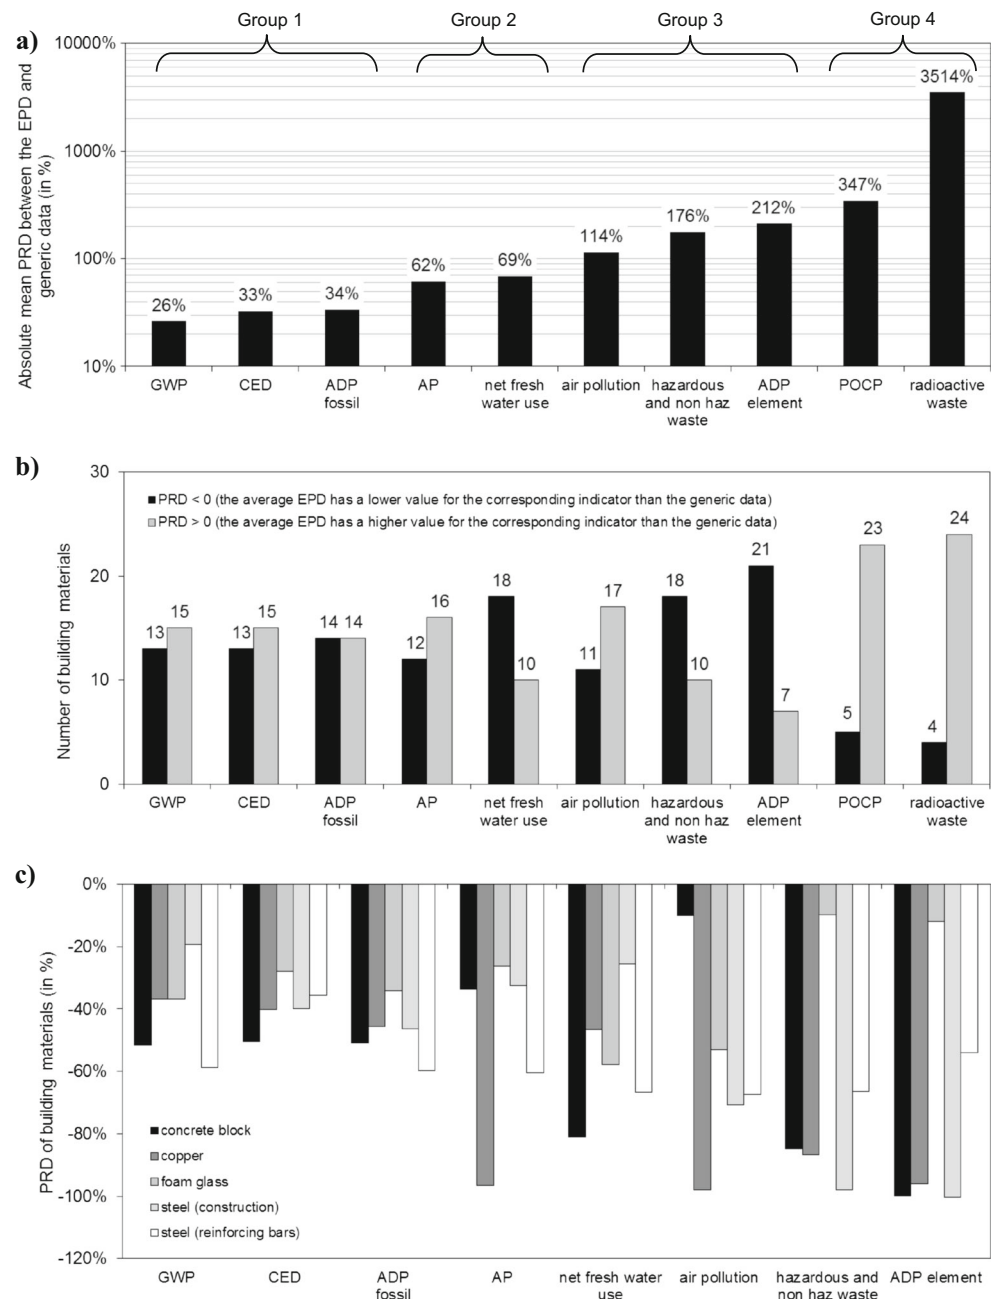 Group 1 Group 2 Group 3 Group 4
a)
Absolute mean PRD between the EPD and
generic data (in %)
10000%
1000%
100%
10%
26%
33%
34%
62%
69%
114%
176%
212%
347%
3514%
GWP
CED
ADP
fossil
AP
net fresh
water use
air pollution
hazardous
and non haz
waste
ADP
element
POCP
radioactive
waste
b)
Number of building materials
30
20
10
0
PRD < 0 (the average EPD has a lower value for the corresponding indicator than the generic data)
PRD > 0 (the average EPD has a higher value for the corresponding indicator than the generic data)
13 15
13 15
14 14
12 16
18 10
11 17
18 10
21 7
5 23
4 24
GWP
CED
ADP
fossil
AP
net fresh
water use
air pollution
hazardous
and non haz
waste
ADP
element
POCP
radioactive
waste
c)
PRD of building materials (in %)
0%
-20%
-40%
-60%
-80%
-100%
-120%
concrete block
copper
foam glass
steel (construction)
steel (reinforcing bars)
GWP
CED
ADP
fossil
AP
net fresh water
use
air pollution
hazardous and
non haz waste
ADP element